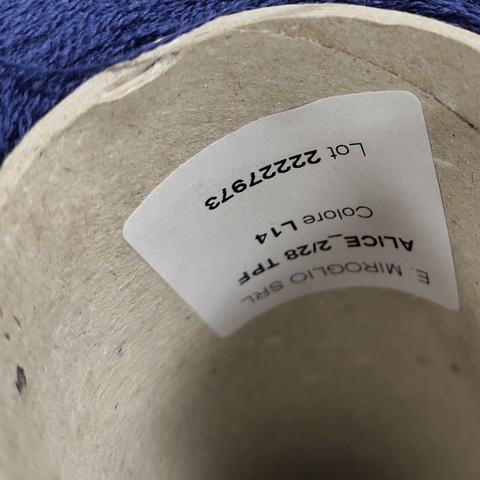 E. MIROGLIO SRL
ALICE_2/28 TPF
Colore L14
Lot 22227973